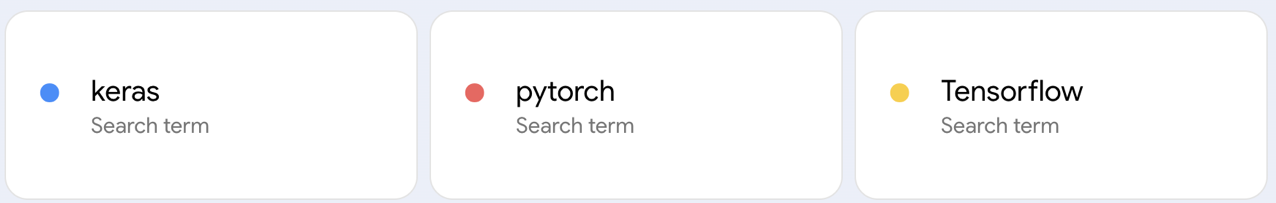 keras
Search term
pytorch
Search term
Tensorflow
Search term